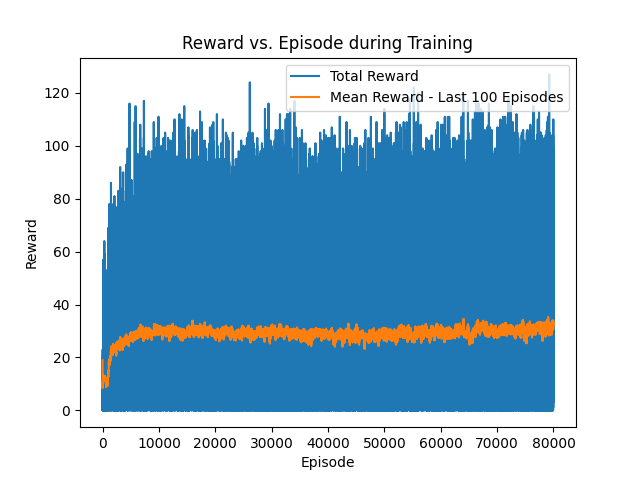 Reward vs. Episode during Training
Total Reward
Mean Reward - Last 100 Episodes
120
100
80
60
40
20
0
Reward
0 10000 20000 30000 40000 50000 60000 70000 80000
Episode